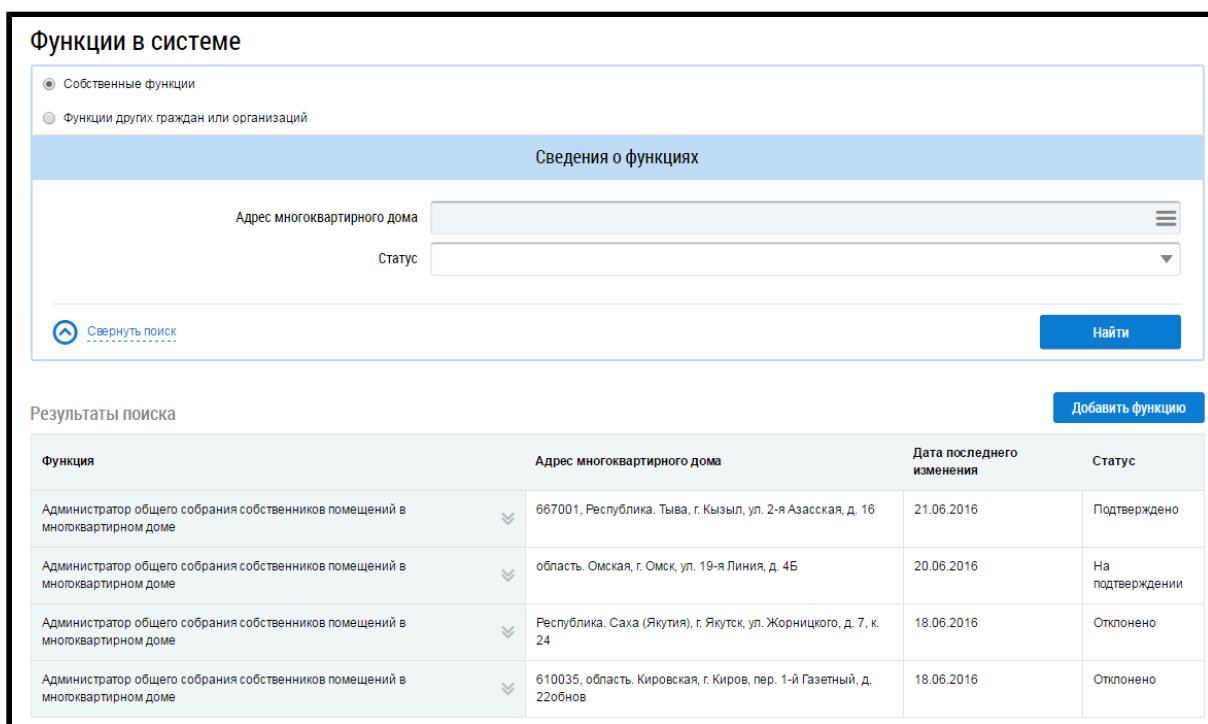 Функции в системе
Собственные функции
Функции других граждан или организаций
Сведения о функциях
Адрес многоквартирного дома
Статус
Свернуть поиск
Найти
Результаты поиска
Добавить функцию
Функция
Адрес многоквартирного дома
Дата последнего
изменения
Статус
Администратор общего собрания собственников помещений в
многоквартирном доме
667001, Республика. Тыва, г. Кызыл, ул. 2-я Азасская, д. 16
21.06.2016
Подтверждено
Администратор общего собрания собственников помещений в
многоквартирном доме
область. Омская, г. Омск, ул. 19-я Линия, д. 4Б
20.06.2016
На
подтверждении
Администратор общего собрания собственников помещений в
многоквартирном доме
Республика. Саха (Якутия), г. Якутск, ул. Жорницкого, д. 7, к.
24
18.06.2016
Отклонено
Администратор общего собрания собственников помещений в
многоквартирном доме
610035, область. Кировская, г. Киров, пер. 1-й Газетный, д.
22обнов
18.06.2016
Отклонено